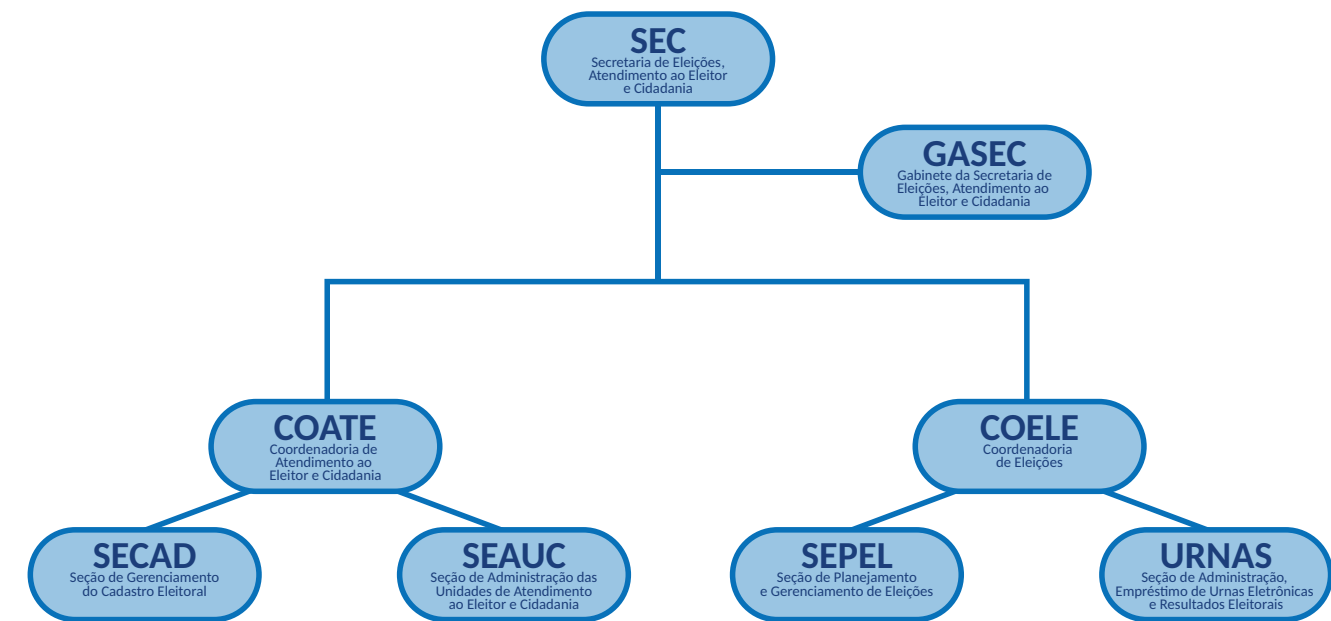 SEC
Secretaria de Eleições,
Atendimento ao Eleitor
e Cidadania
GASEC
Gabinete da Secretaria de
Eleições, Atendimento ao
Eleitor e Cidadania
COATE
Coordenadoria de
Atendimento ao
Eleitor e Cidadania
COELE
Coordenadoria
de Eleições
SECAD
Seção de Gerenciamento
do Cadastro Eleitoral
SEAUC
Seção de Administração das
Unidades de Atendimento
ao Eleitor e Cidadania
SEPEL
Seção de Planejamento
e Gerenciamento de Eleições
URNAS
Seção de Administração,
Empréstimo de Urnas Eletrônicas
e Resultados Eleitorais